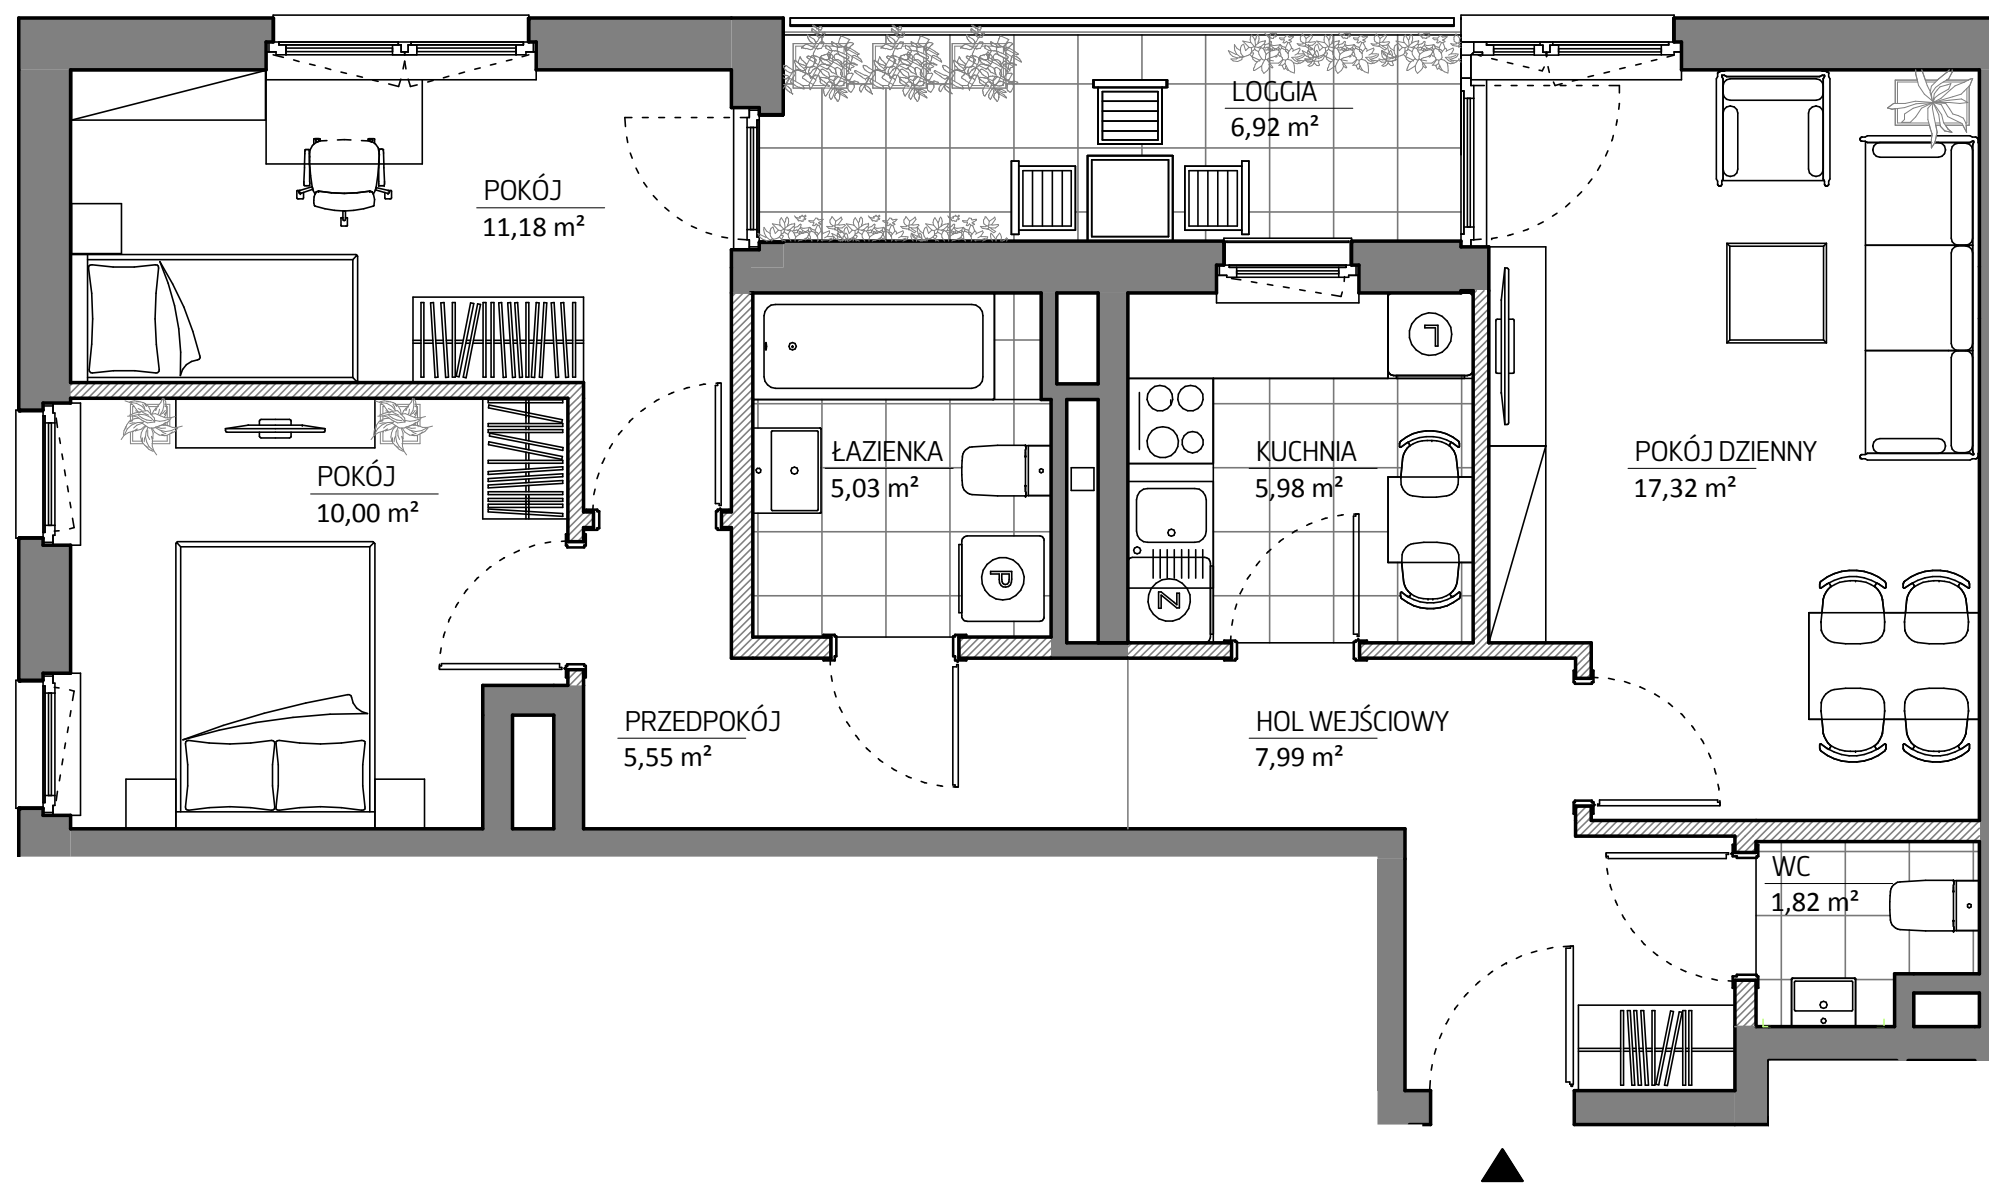 LOGGIA
6,92 m²
POKÓJ
11,18 m²
L
POKÓJ
10,00 m²
ŁAZIENKA
5,03 m²
KUCHNIA
5,98 m²
POKÓJ DZIENNY
17,32 m²
P
Z
PRZEDPOKÓJ
5,55 m²
HOL WEJŚCIOWY
7,99 m²
WC
1,82 m²